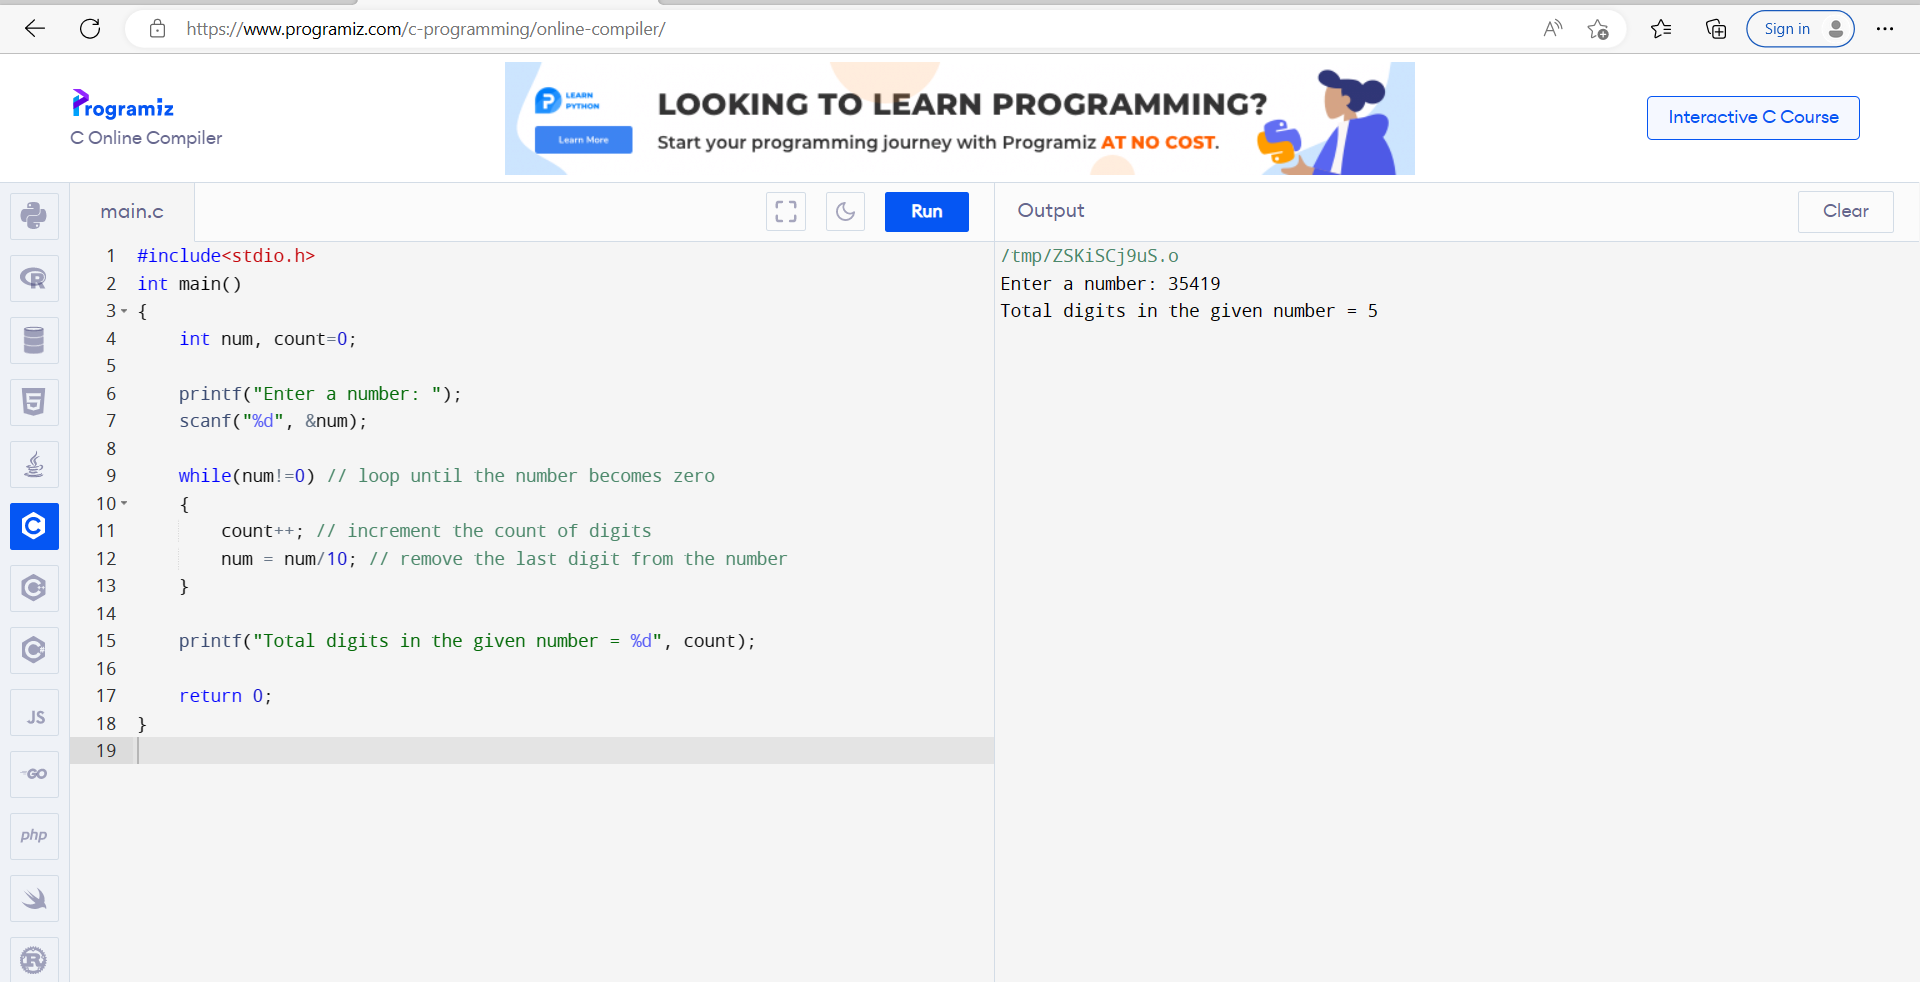 https://www.programiz.com/c-programming/online-compiler/
Sign in
Programiz
C Online Compiler
LEARN
PYTHON
Learn More
LOOKING TO LEARN PROGRAMMING?
Start your programming journey with Programiz AT NO COST.
Interactive C Course
main.c
Run
Output
Clear
1 #include<stdio.h>
2 int main()
3 {
4 int num, count=0;
5
6 printf("Enter a number: ");
7 scanf("%d", &num);
8
9 while(num!=0) // loop until the number becomes zero
10 {
11 count++; // increment the count of digits
12 num = num/10; // remove the last digit from the number
13 }
14
15 printf("Total digits in the given number = %d", count);
16
17 return 0;
18 }
19
/tmp/ZSKiSCj9uS.o
Enter a number: 35419
Total digits in the given number = 5
JS
GO
php